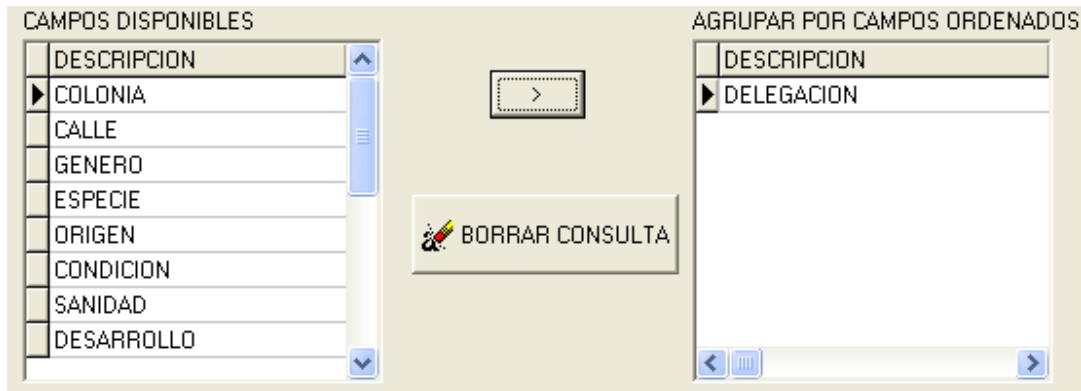 CAMPOS DISPONIBLES
DESCRIPCION
COLONIA
CALLE
GENERO
ESPECIE
ORIGEN
CONDICION
SANIDAD
DESARROLLO
>
BORRAR CONSULTA
AGRUPAR POR CAMPOS ORDENADOS
DESCRIPCION
DELEGACION